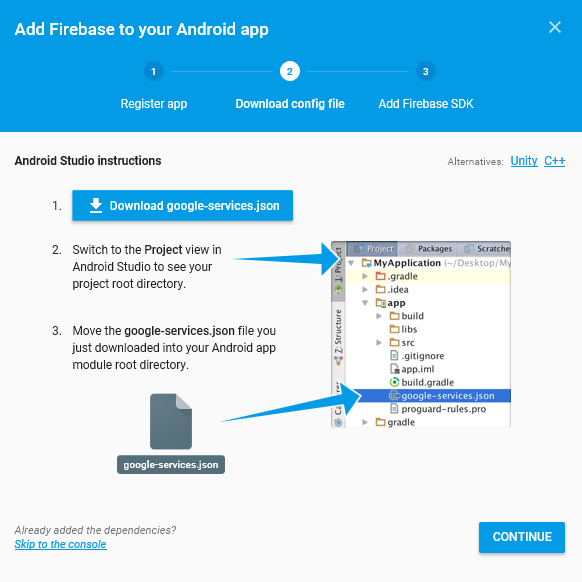 Add Firebase to your Android app
1
2
3
Register app
Download config file
Add Firebase SDK
Android Studio instructions
Alternatives: Unity C++
1. Download google-services.json
2. Switch to the Project view in
Android Studio to see your
project root directory.
3. Move the google-services.json file you
just downloaded into your Android app
module root directory.
google-services.json
Project Packages Scratches
1: Project
Z: Structure
MyApplication (~/Desktop/My
.gradle
.idea
app
build
libs
src
.gitignore
app.iml
build.gradle
google-services.json
proguard-rules.pro
gradle
Already added the dependencies?
Skip to the console
CONTINUE